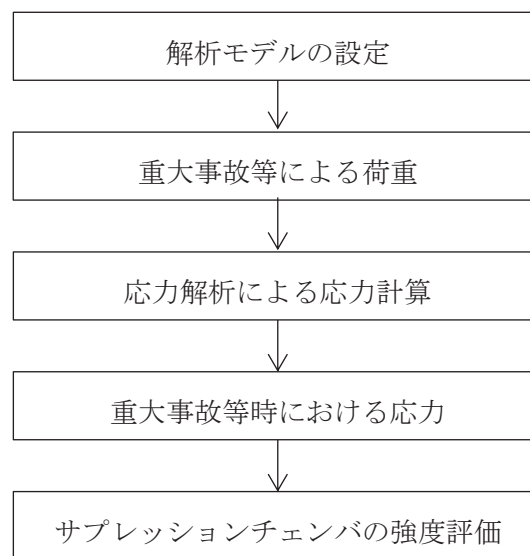 解析モデルの設定
重大事故等による荷重
応力解析による応力計算
重大事故等時における応力
サプレッションチェンバの強度評価